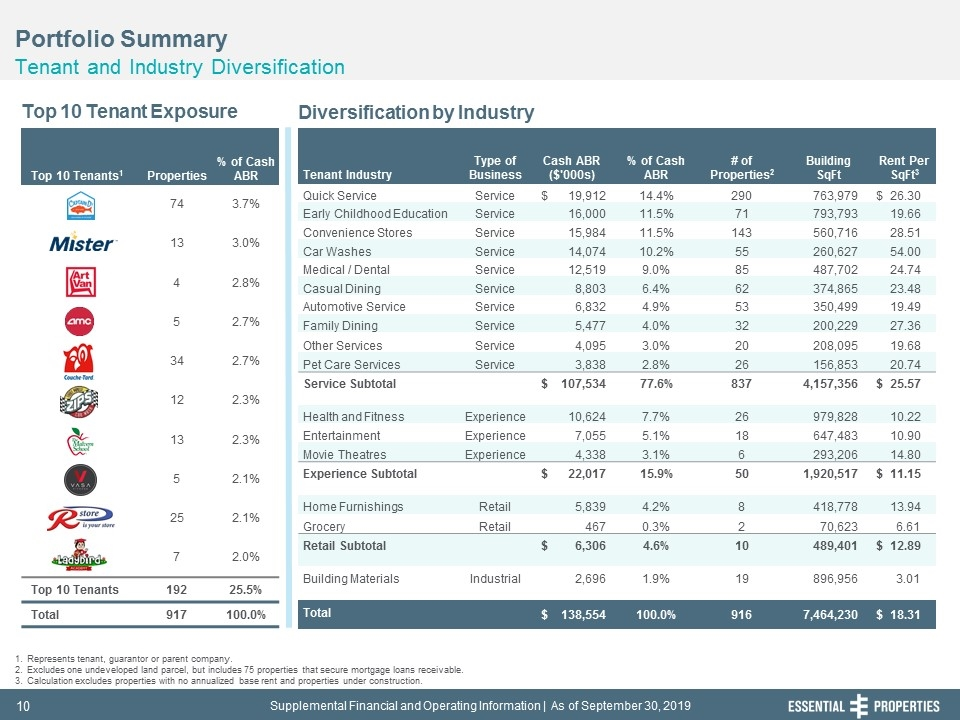 Portfolio Summary
Tenant and Industry Diversification
Top 10 Tenant Exposure
Top 10 Tenants1 Properties % of Cash ABR
CAPTAIN D's 74 3.7%
Mister 13 3.0%
Art Van 4 2.8%
amc 5 2.7%
Couche-Tard 34 2.7%
ZIPS 12 2.3%
Malvern School 13 2.3%
VASA 5 2.1%
R store is your store 25 2.1%
Ladybird 7 2.0%
Top 10 Tenants 192 25.5%
Total 917 100.0%
Diversification by Industry
Tenant Industry Type of Business Cash ABR ($'000s) % of Cash ABR # of Properties2 Building SqFt Rent Per SqFt3
Quick Service Service $ 19,912 14.4% 290 763,979 $ 26.30
Early Childhood Education Service 16,000 11.5% 71 793,793 19.66
Convenience Stores Service 15,984 11.5% 143 560,716 28.51
Car Washes Service 14,074 10.2% 55 260,627 54.00
Medical / Dental Service 12,519 9.0% 85 487,702 24.74
Casual Dining Service 8,803 6.4% 62 374,865 23.48
Automotive Service Service 6,832 4.9% 53 350,499 19.49
Family Dining Service 5,477 4.0% 32 200,229 27.36
Other Services Service 4,095 3.0% 20 208,095 19.68
Pet Care Services Service 3,838 2.8% 26 156,853 20.74
Service Subtotal $ 107,534 77.6% 837 4,157,356 $ 25.57
Health and Fitness Experience 10,624 7.7% 26 979,828 10.22
Entertainment Experience 7,055 5.1% 18 647,483 10.90
Movie Theatres Experience 4,338 3.1% 6 293,206 14.80
Experience Subtotal $ 22,017 15.9% 50 1,920,517 $ 11.15
Home Furnishings Retail 5,839 4.2% 8 418,778 13.94
Grocery Retail 467 0.3% 2 70,623 6.61
Retail Subtotal $ 6,306 4.6% 10 489,401 $ 12.89
Building Materials Industrial 2,696 1.9% 19 896,956 3.01
Total $ 138,554 100.0% 916 7,464,230 $ 18.31
1. Represents tenant, guarantor or parent company.
2. Excludes one undeveloped land parcel, but includes 75 properties that secure mortgage loans receivable.
3. Calculation excludes properties with no annualized base rent and properties under construction.
10 Supplemental Financial and Operating Information | As of September 30, 2019 ESSENTIAL PROPERTIES